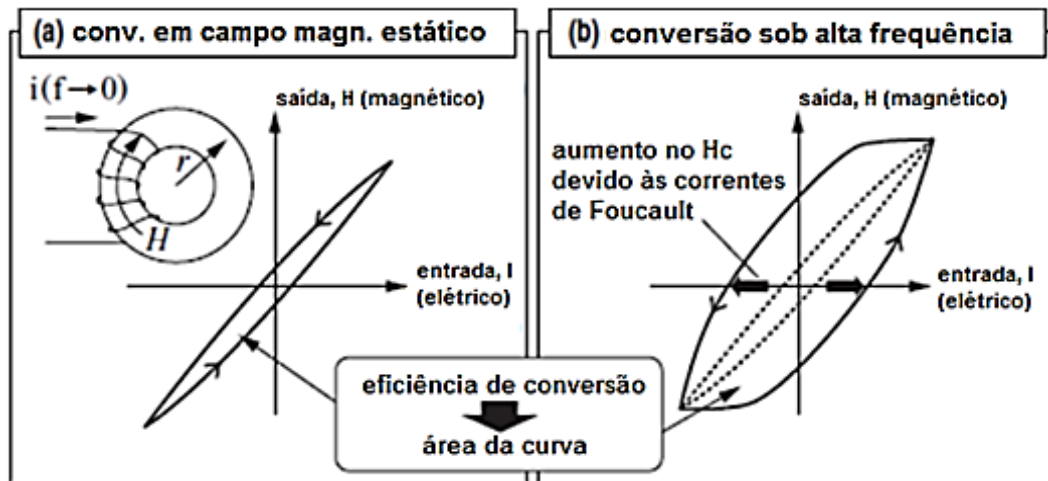 (a) conv. em campo magn. estático
i(f→0)
r
H
saída, H (magnético)
entrada, I
(elétrico)
(b) conversão sob alta frequência
saída, H (magnético)
aumento no Hc
devido às correntes
de Foucault
entrada, I
(elétrico)
eficiência de conversão
área da curva